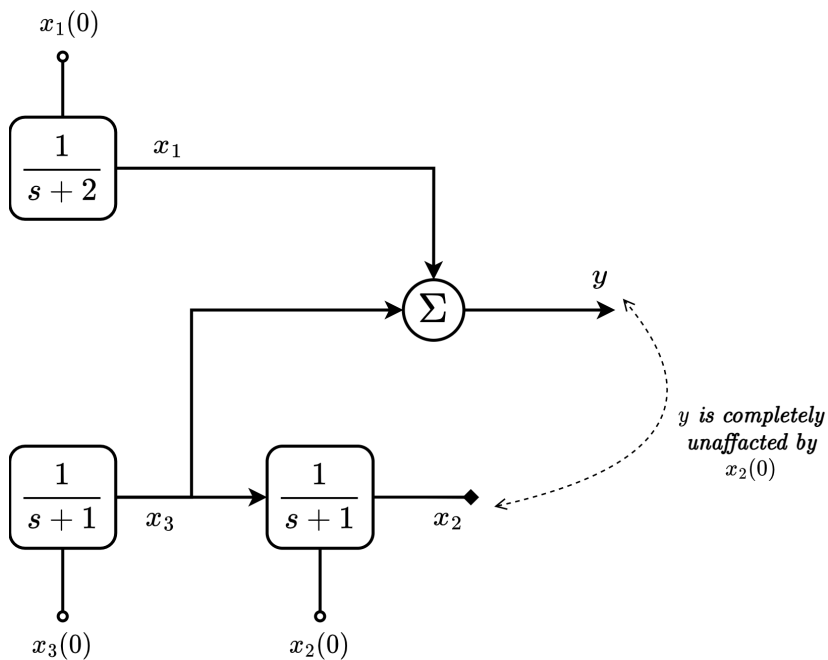 x₁(0)
1
s + 2
x₁
Σ
y
y is completely
unaffacted by
x₂(0)
1
s + 1
x₃
1
s + 1
x₂
x₃(0)
x₂(0)